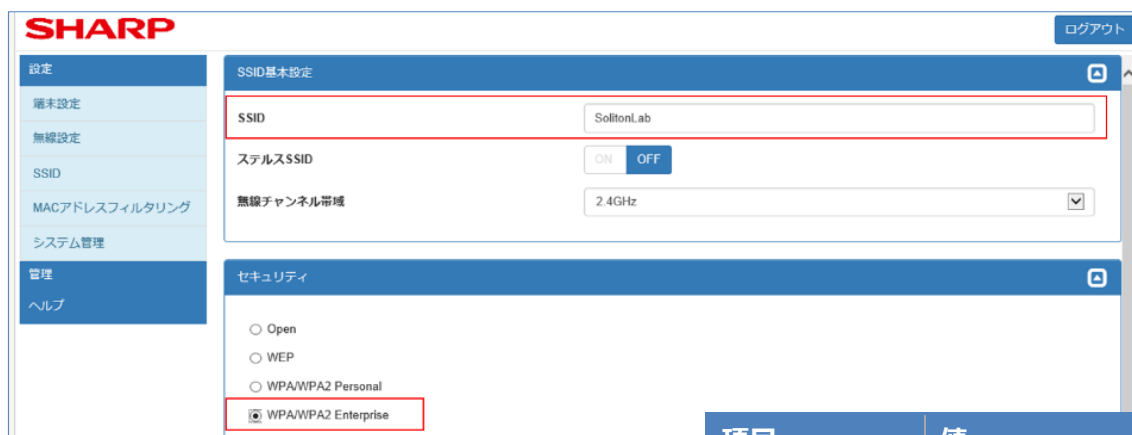 SHARP
ログアウト
設定
端末設定
無線設定
SSID
MACアドレスフィルタリング
システム管理
管理
ヘルプ
SSID基本設定
SSID
SolitonLab
ステルスSSID
ON OFF
無線チャンネル帯域
2.4GHz
セキュリティ
Open
WEP
WPA/WPA2 Personal
WPA/WPA2 Enterprise
項目 値